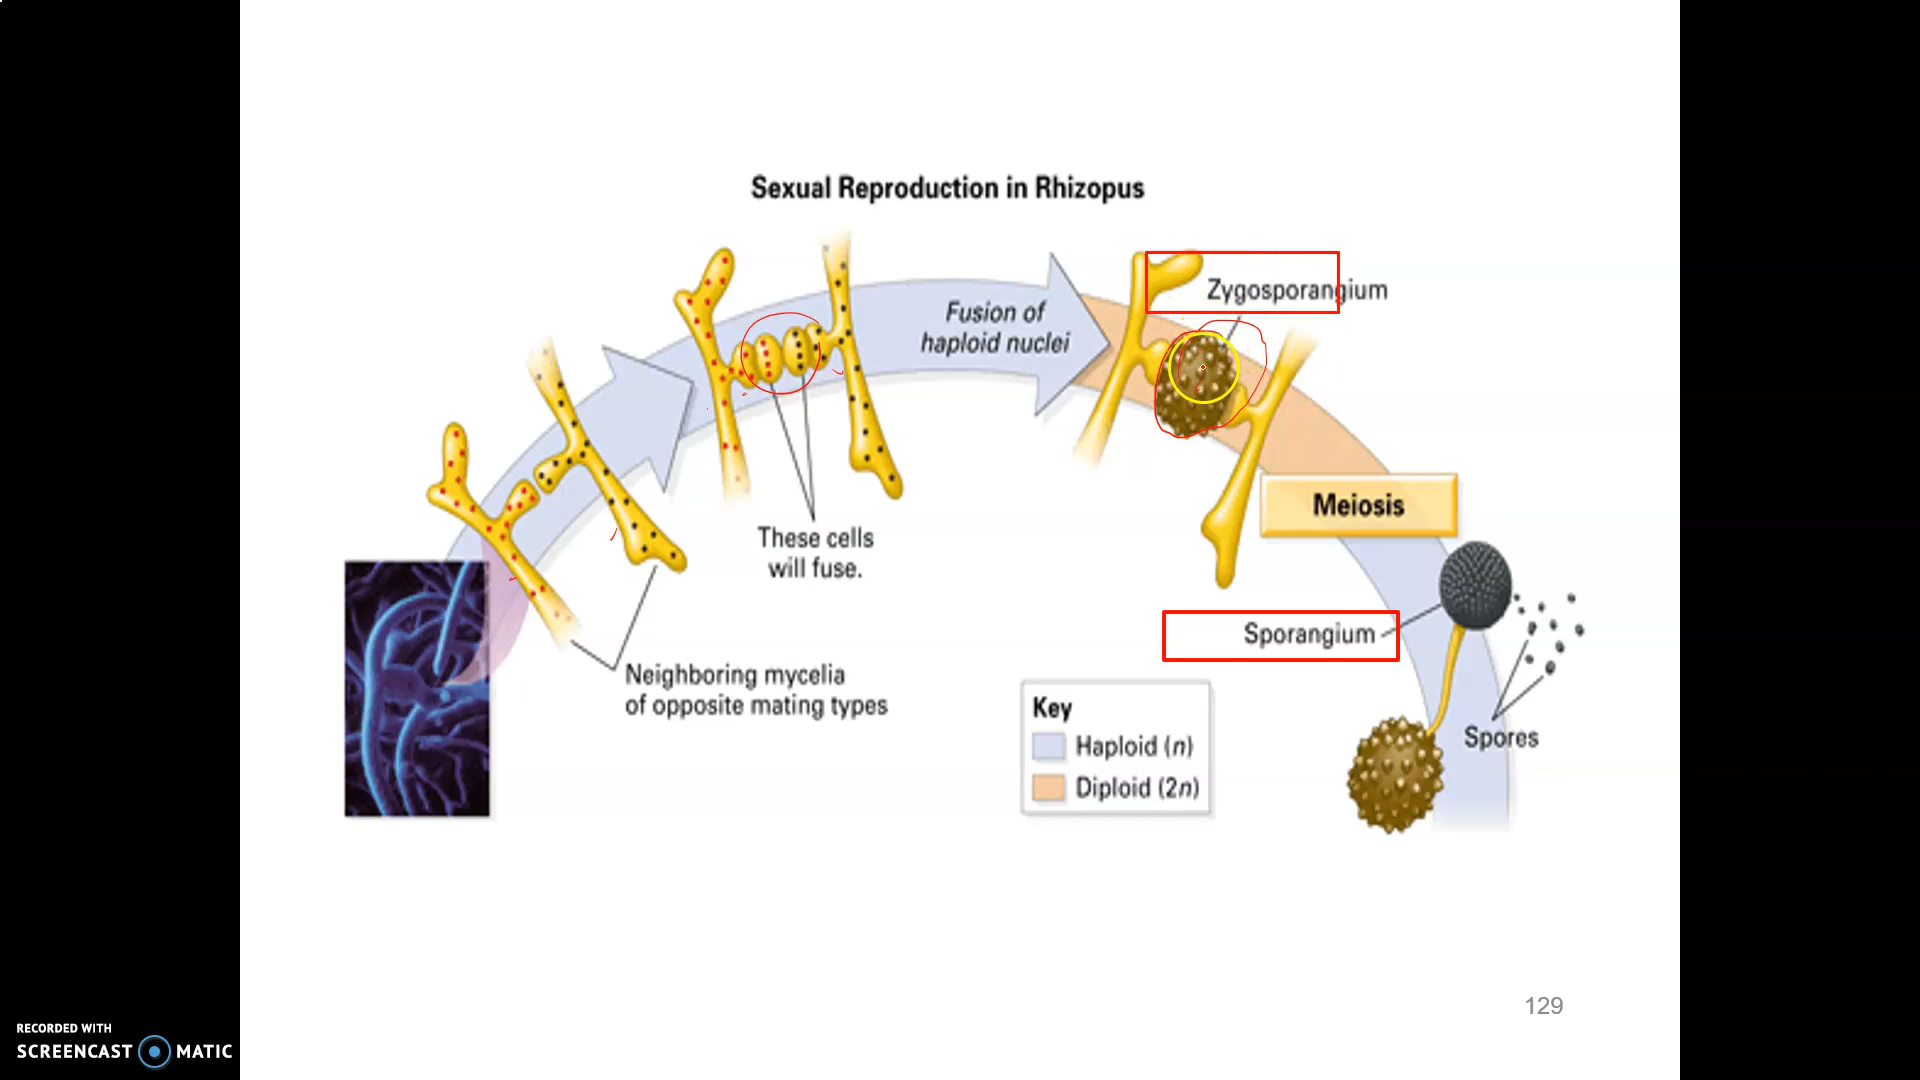 Sexual Reproduction in Rhizopus
Zygosporangium
Fusion of
haploid nuclei
Meiosis
These cells
will fuse.
Sporangium
Neighboring mycelia
of opposite mating types
Key
Haploid (n)
Diploid (2n)
Spores
129
RECORDED WITH
SCREENCAST MATIC